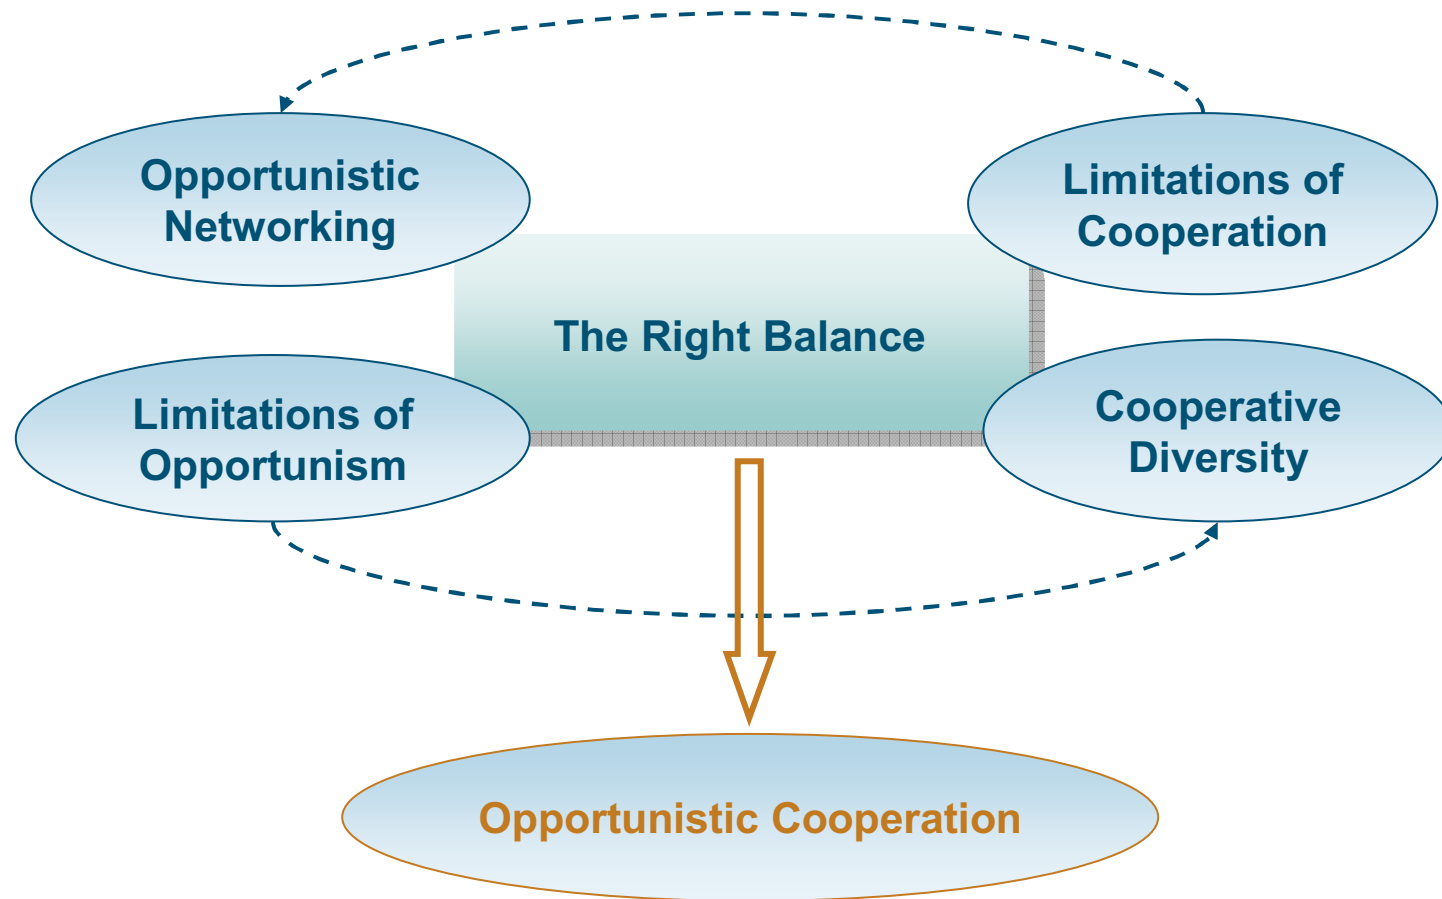 Opportunistic
Networking
Limitations of
Cooperation
The Right Balance
Limitations of
Opportunism
Cooperative
Diversity
Opportunistic Cooperation